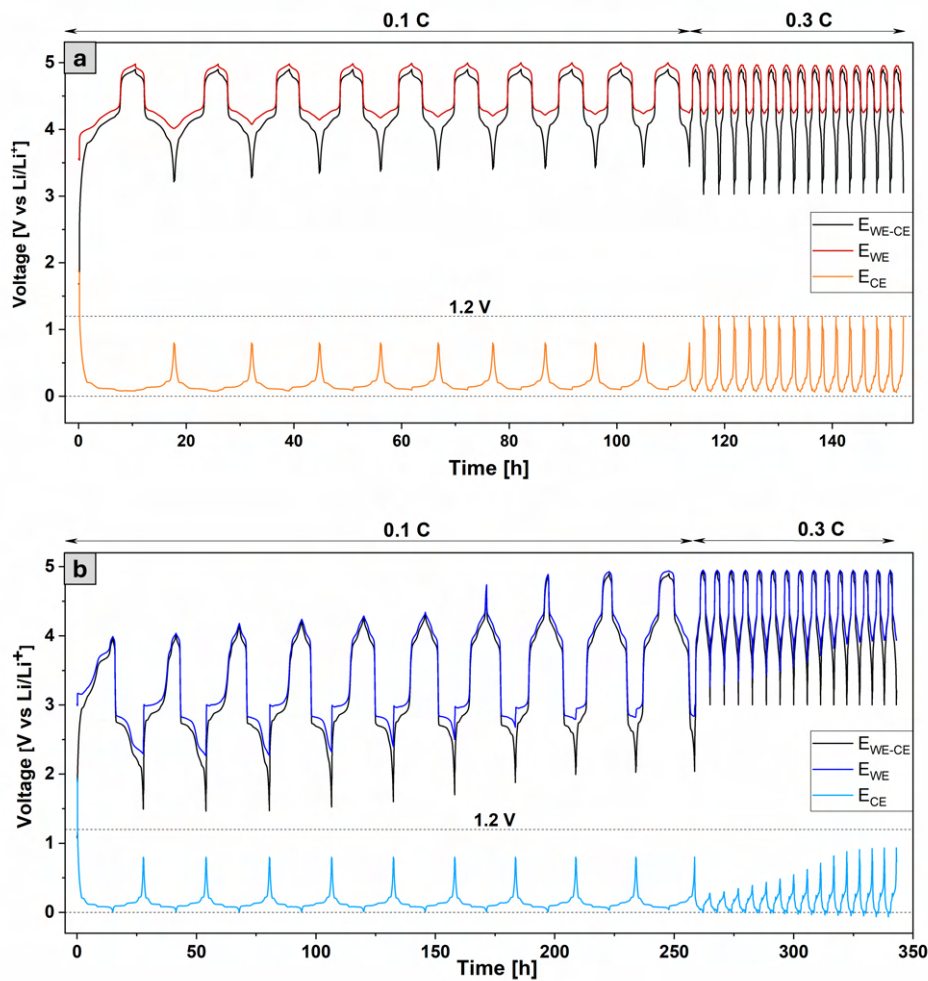 0.1 C 0.3 C
a
5
4
3
2
1
0
Voltage [V vs Li/Li⁺]
E_WE-CE
E_WE
E_CE
1.2 V
0 20 40 60 80 100 120 140
Time [h]
0.1 C 0.3 C
b
5
4
3
2
1
0
Voltage [V vs Li/Li⁺]
E_WE-CE
E_WE
E_CE
1.2 V
0 50 100 150 200 250 300 350
Time [h]